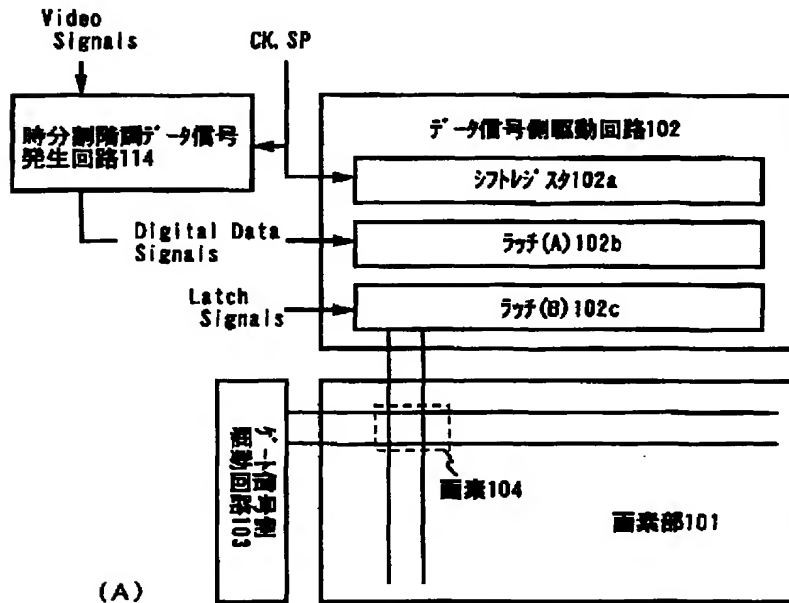 Video
Signals
CK, SP
時分割階調データ信号
発生回路114
データ信号側駆動回路102
シフトレジスタ102a
Digital Data
Signals
ラッチ(A)102b
Latch
Signals
ラッチ(B)102c
ゲート信号側
駆動回路103
画素104
画素部101
(A)